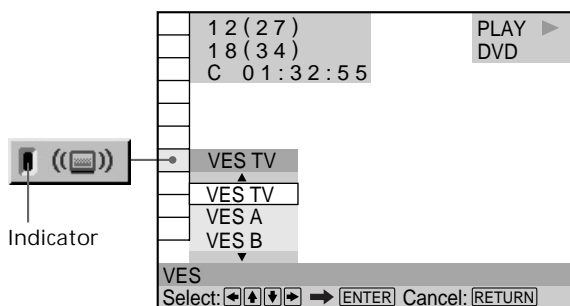 12(27)
18(34)
C 01:32:55
PLAY
DVD
VES TV
VES TV
VES A
VES B
Indicator
VES
Select: ENTER Cancel: RETURN